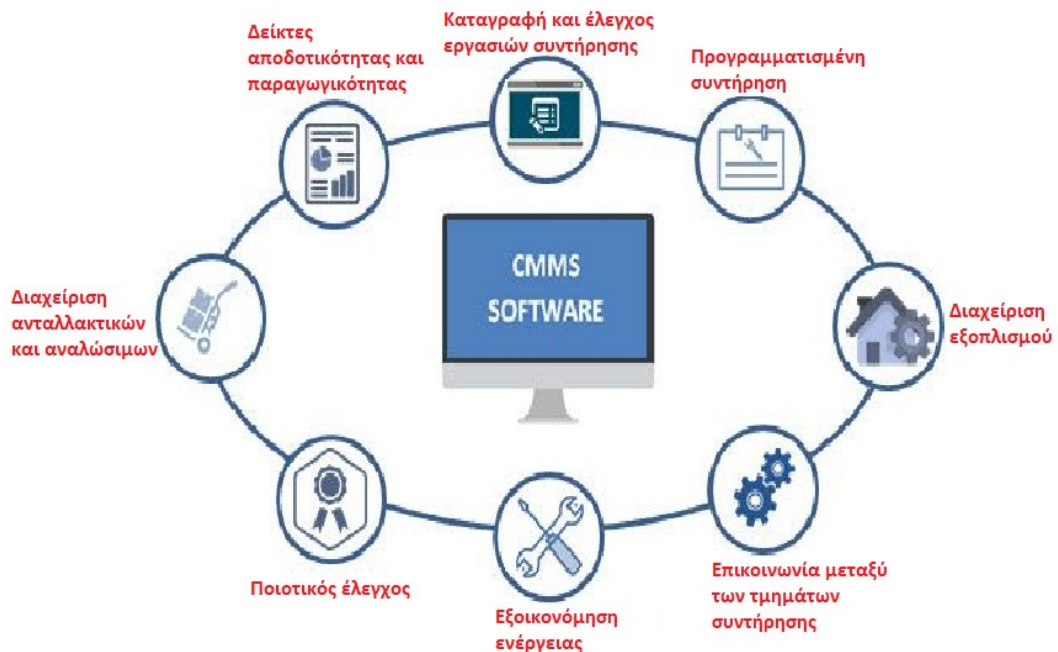 Καταγραφή και έλεγχος
εργασιών συντήρησης
Δείκτες
αποδοτικότητας και
παραγωγικότητας
Προγραμματισμένη
συντήρηση
CMMS
SOFTWARE
Διαχείριση
ανταλλακτικών
και αναλώσιμων
Διαχείριση
εξοπλισμού
Ποιοτικός έλεγχος
Εξοικονόμηση
ενέργειας
Επικοινωνία μεταξύ
των τμημάτων
συντήρησης